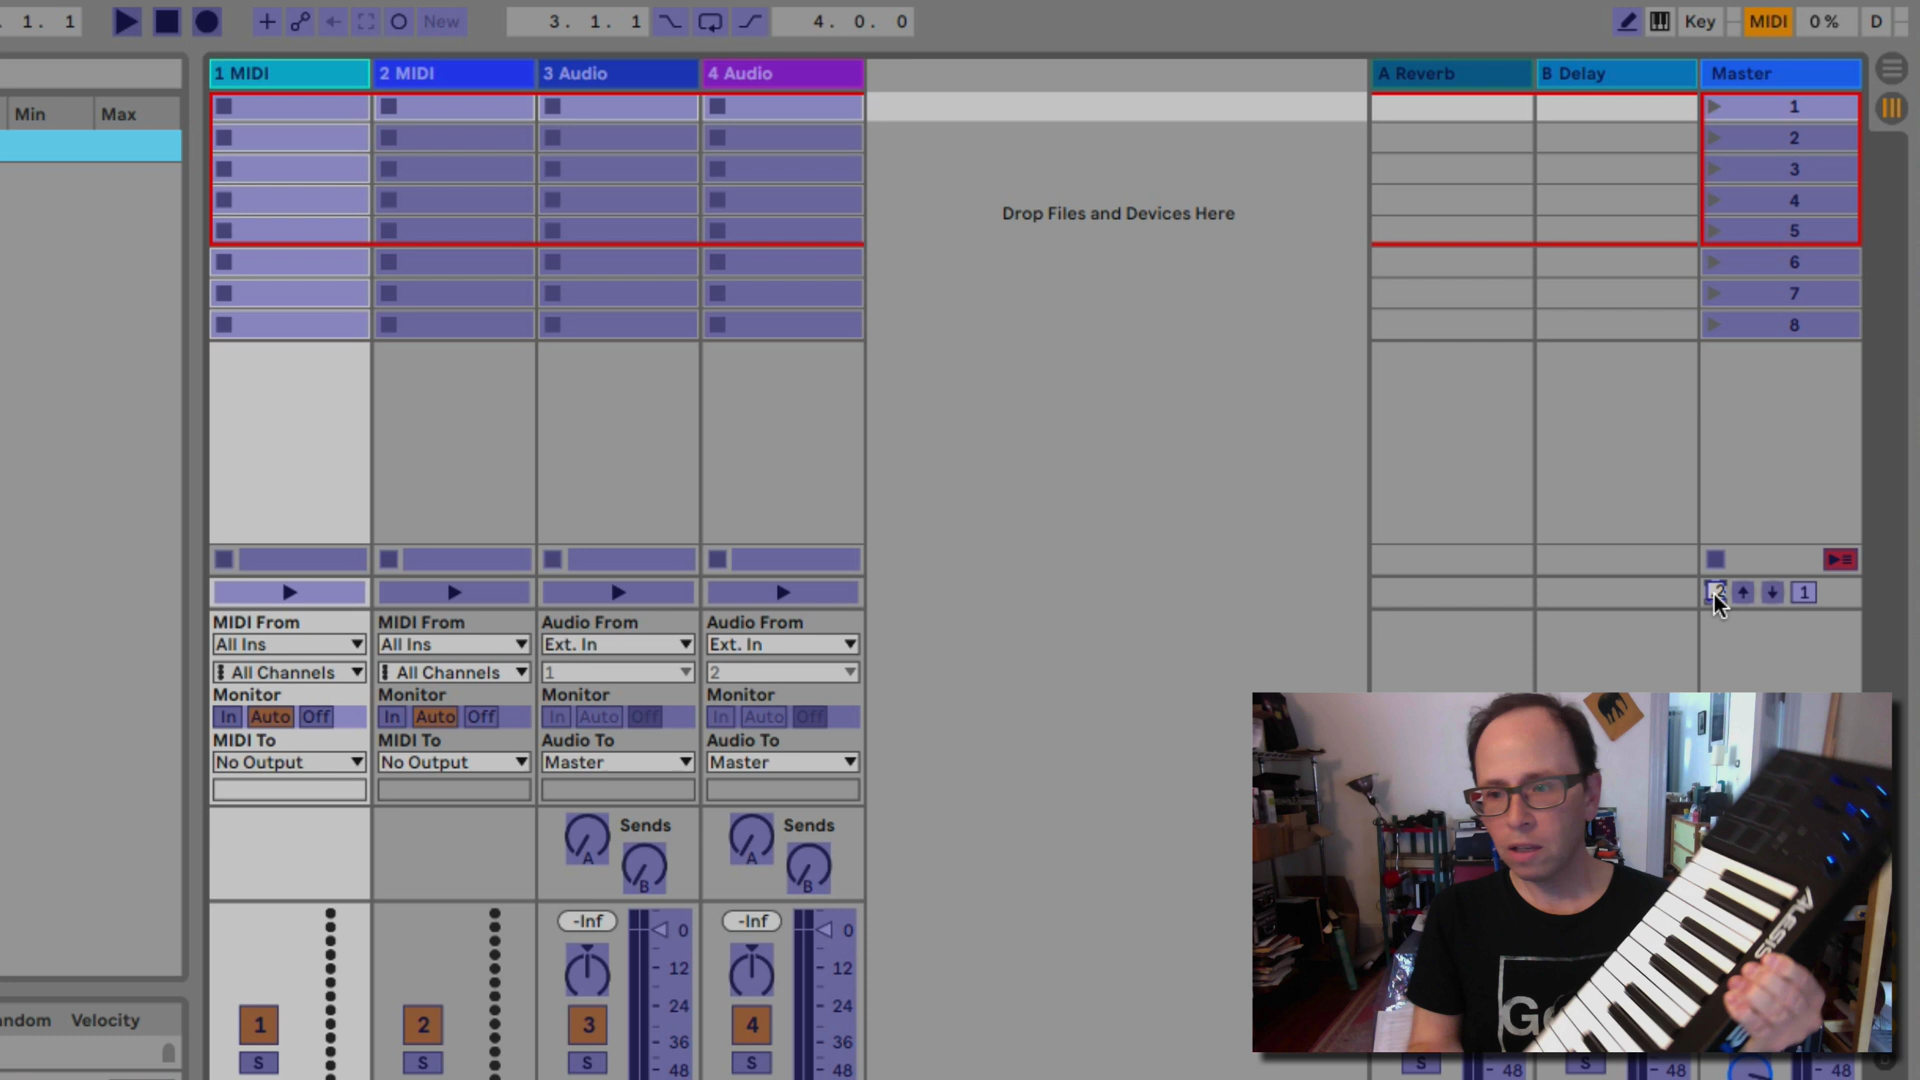 . 1. 1
New
3. 1. 1
4. 0. 0
Key
MIDI
0 %
D
Min
Max
1 MIDI
2 MIDI
3 Audio
4 Audio
A Reverb
B Delay
Master
1
2
3
4
5
6
7
8
Drop Files and Devices Here
1
MIDI From
MIDI From
Audio From
Audio From
All Ins
All Ins
Ext. In
Ext. In
All Channels
All Channels
1
2
Monitor
Monitor
Monitor
Monitor
In Auto Off
In Auto Off
In Auto Off
In Auto Off
MIDI To
MIDI To
Audio To
Audio To
No Output
No Output
Master
Master
Sends
Sends
A
B
A
B
-Inf
-Inf
0
12
24
36
48
0
12
24
36
48
1
2
3
4
S
S
S
S
S
S
48
48
48
andom
Velocity
ALESIS